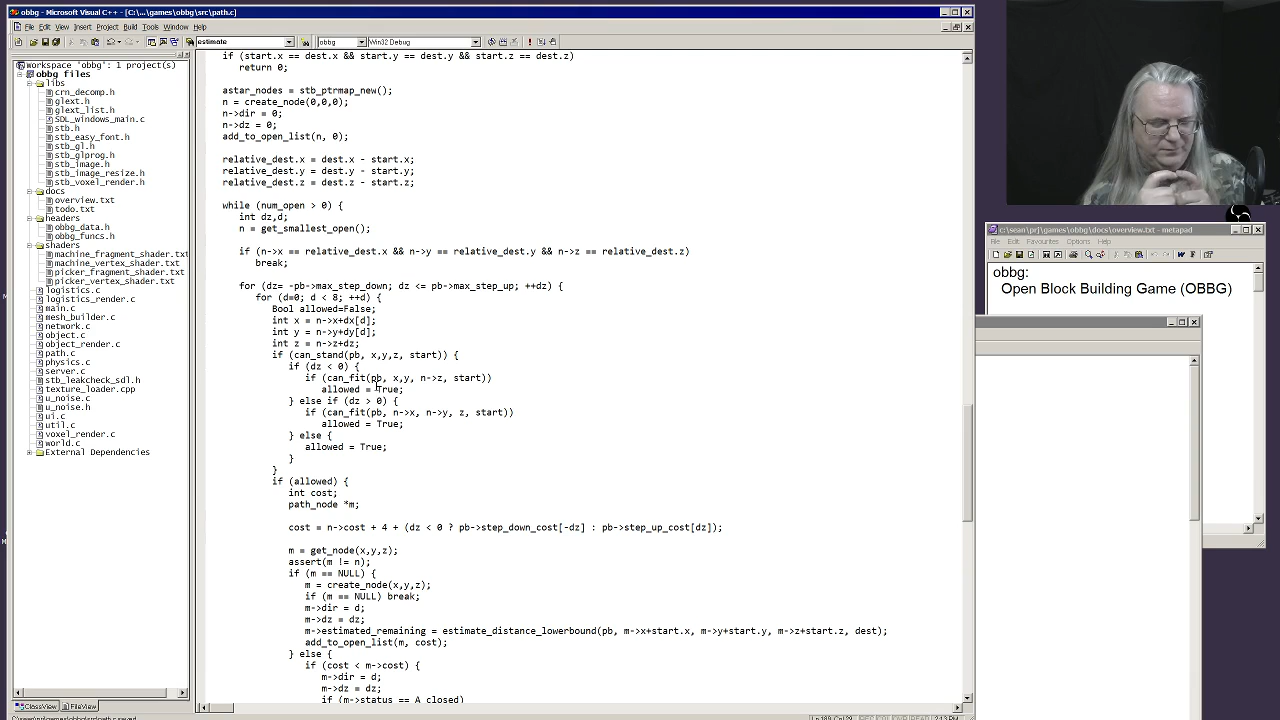 obbg - Microsoft Visual C++ - [C:\...\games\obbg\src\path.c]
File Edit View Insert Project Build Tools Window Help
estimate
obbg
Win32 Debug
Workspace 'obbg': 1 project(s)
obbg files
libs
crn_decomp.h
glext.h
glext_list.h
SDL_windows_main.c
stb.h
stb_easy_font.h
stb_gl.h
stb_glprog.h
stb_image.h
stb_image_resize.h
stb_voxel_render.h
docs
overview.txt
todo.txt
headers
obbg_data.h
obbg_funcs.h
shaders
machine_fragment_shader.txt
machine_vertex_shader.txt
picker_fragment_shader.txt
picker_vertex_shader.txt
logistics.c
logistics_render.c
main.c
mesh_builder.c
network.c
object.c
object_render.c
path.c
physics.c
server.c
stb_leakcheck_sdl.h
texture_loader.cpp
u_noise.c
u_noise.h
ui.c
util.c
voxel_render.c
world.c
External Dependencies
ClassView
FileView
if (start.x == dest.x && start.y == dest.y && start.z == dest.z)
return 0;
astar_nodes = stb_ptrmap_new();
n = create_node(0,0,0);
n->dir = 0;
n->dz = 0;
add_to_open_list(n, 0);
relative_dest.x = dest.x - start.x;
relative_dest.y = dest.y - start.y;
relative_dest.z = dest.z - start.z;
while (num_open > 0) {
int dz,d;
n = get_smallest_open();
if (n->x == relative_dest.x && n->y == relative_dest.y && n->z == relative_dest.z)
break;
for (dz= -pb->max_step_down; dz <= pb->max_step_up; ++dz) {
for (d=0; d < 8; ++d) {
Bool allowed=False;
int x = n->x+dx[d];
int y = n->y+dy[d];
int z = n->z+dz;
if (can_stand(pb, x,y,z, start)) {
if (dz < 0) {
if (can_fit(pb, x,y, n->z, start))
allowed = True;
} else if (dz > 0) {
if (can_fit(pb, n->x, n->y, z, start))
allowed = True;
} else {
allowed = True;
}
}
if (allowed) {
int cost;
path_node *m;
cost = n->cost + 4 + (dz < 0 ? pb->step_down_cost[-dz] : pb->step_up_cost[dz]);
m = get_node(x,y,z);
assert(m != n);
if (m == NULL) {
m = create_node(x,y,z);
if (m == NULL) break;
m->dir = d;
m->dz = dz;
m->estimated_remaining = estimate_distance_lowerbound(pb, m->x+start.x, m->y+start.y, m->z+start.z, dest);
add_to_open_list(m, cost);
} else {
if (cost < m->cost) {
m->dir = d;
m->dz = dz;
if (m->status == A_closed)
c:\sean\prj\games\obbg\docs\overview.txt - metapad
File Edit Favourites Options Help
obbg:
Open Block Building Game (OBBG)